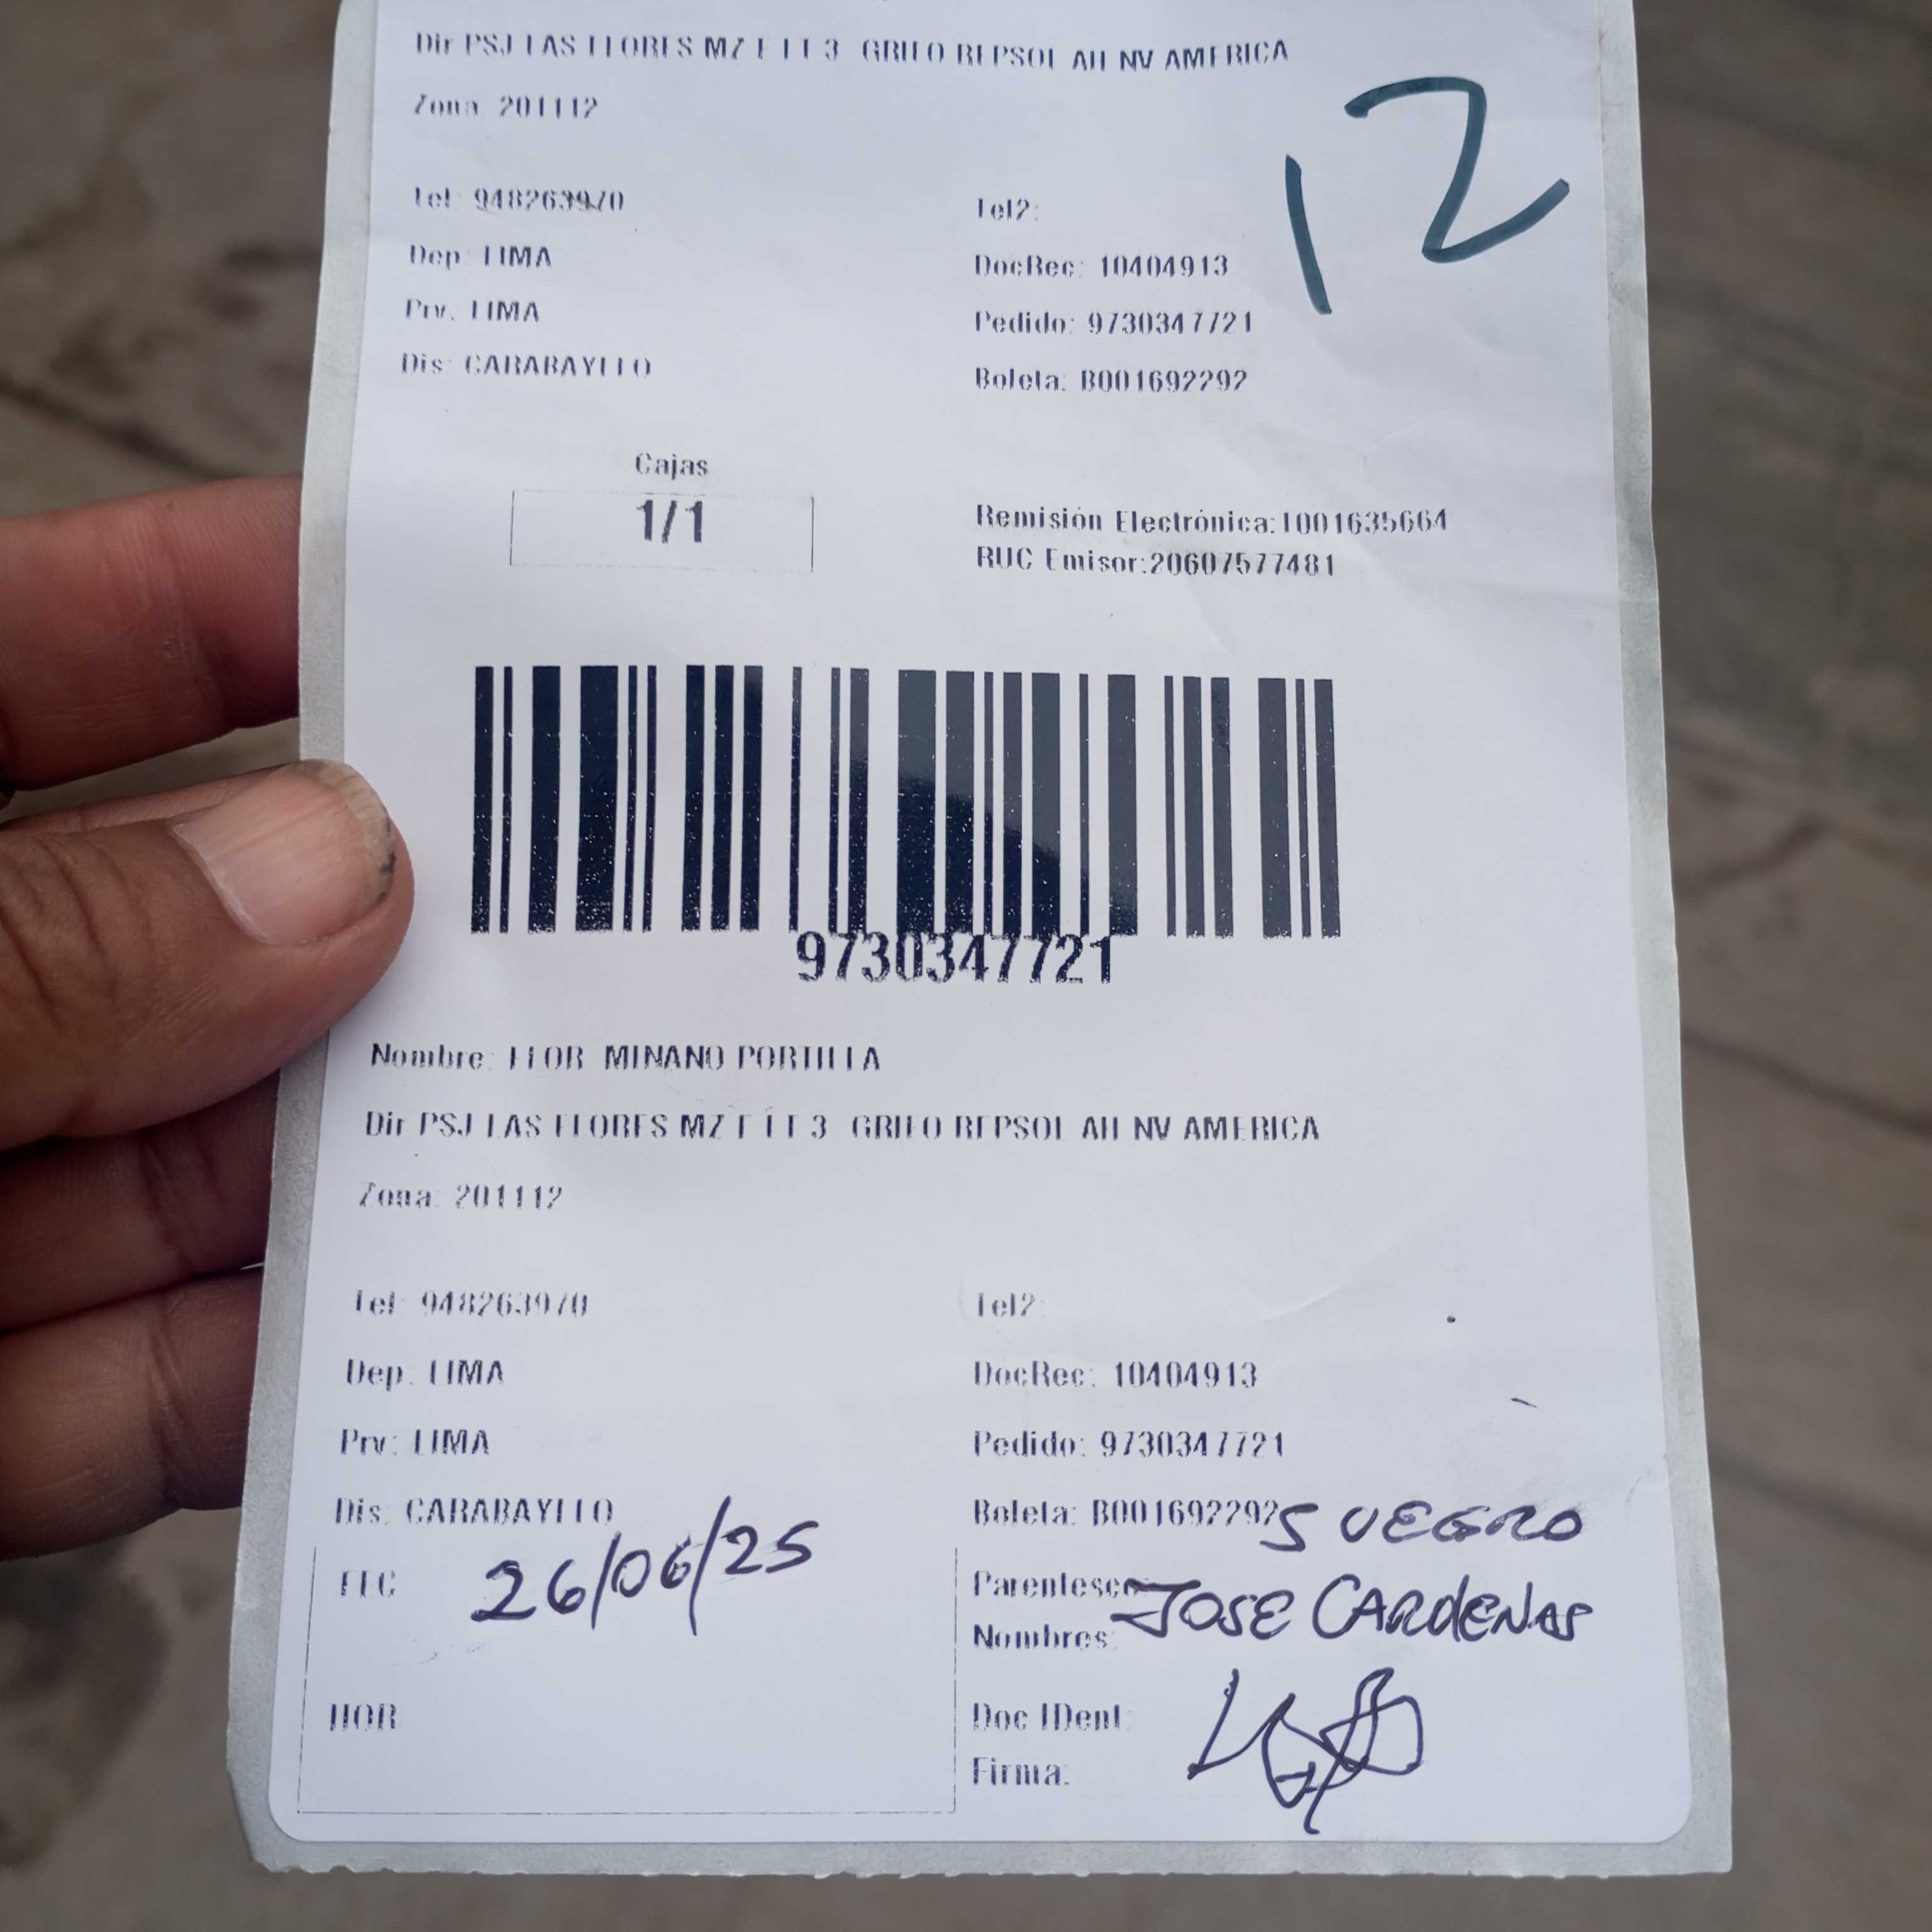 Dir PSJ LAS FLORES MZ F LT 3 GRIFO REPSOL AH NV AMERICA
12
Zona: 201112
Tel: 948263970 Tel2:
Dep: LIMA DocRec: 10404913
Prv: LIMA Pedido: 9730347721
Dis: CARABAYLLO Boleta: B001692292
Cajas
1/1
Remisión Electrónica:T001635664
RUC Emisor:20607577481
9730347721
Nombre: FLOR MINANO PORTILLA
Dir PSJ LAS FLORES MZ F LT 3 GRIFO REPSOL AH NV AMERICA
Zona: 201112
Tel: 948263970 Tel2:
Dep: LIMA DocRec: 10404913
Prv: LIMA Pedido: 9730347721
Dis: CARABAYLLO Boleta: B001692292
SUEGRO
FEC 26/06/25 Parentesco:
Nombres: JOSE CARDENAS
HOR Doc IDent:
Firma: